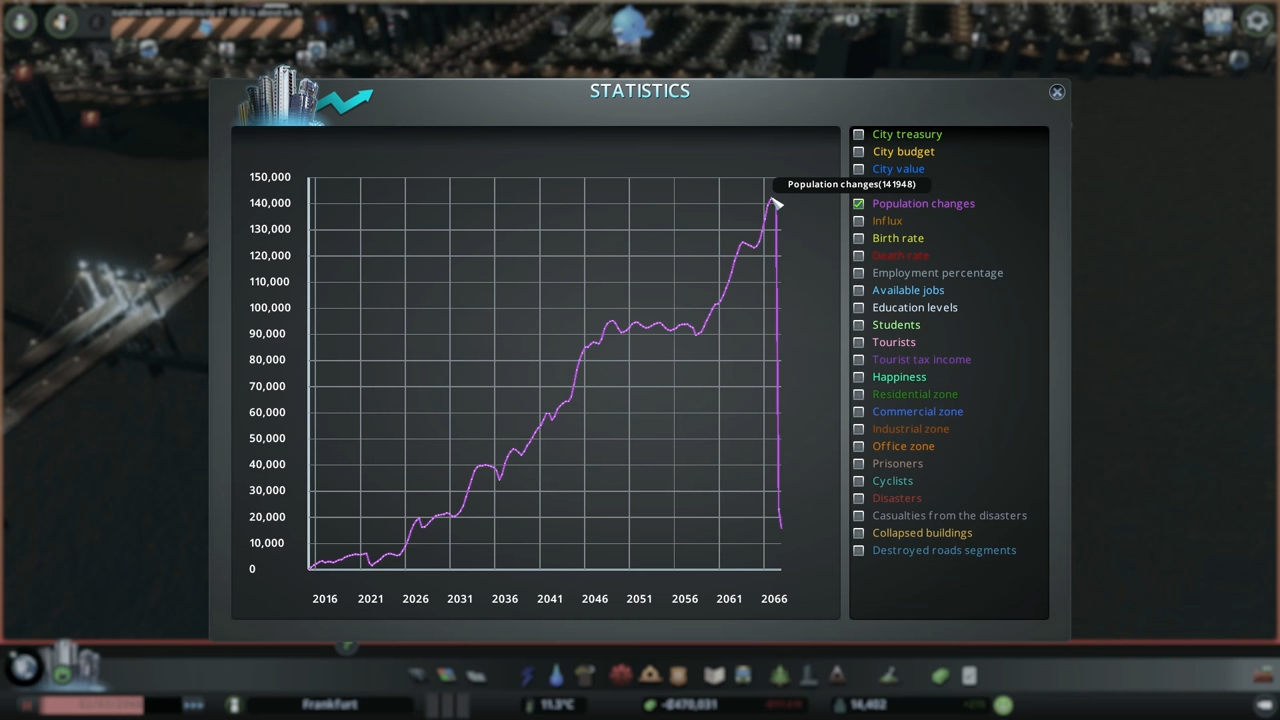 STATISTICS
150,000
140,000
130,000
120,000
110,000
100,000
90,000
80,000
70,000
60,000
50,000
40,000
30,000
20,000
10,000
0
2016 2021 2026 2031 2036 2041 2046 2051 2056 2061 2066
Population changes(141948)
City treasury
City budget
City value
Population changes
Influx
Birth rate
Death rate
Employment percentage
Available jobs
Education levels
Students
Tourists
Tourist tax income
Happiness
Residential zone
Commercial zone
Industrial zone
Office zone
Prisoners
Cyclists
Disasters
Casualties from the disasters
Collapsed buildings
Destroyed roads segments
Frankfurt
11.3°C
-₡470,031
14,402